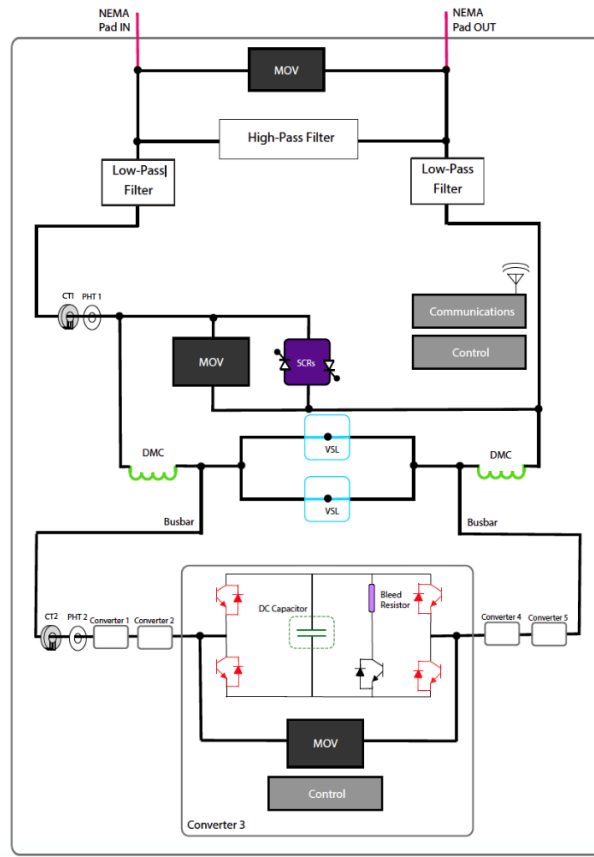 NEMA
Pad IN
NEMA
Pad OUT
MOV
High-Pass Filter
Low-Pass
Filter
Low-Pass
Filter
CT1
PHT 1
Communications
Control
MOV
SCRs
DMC
VSL
DMC
VSL
Busbar
Busbar
CT2
PHT 2
Converter 1
Converter 2
DC Capacitor
Bleed
Resistor
Converter 4
Converter 5
MOV
Control
Converter 3